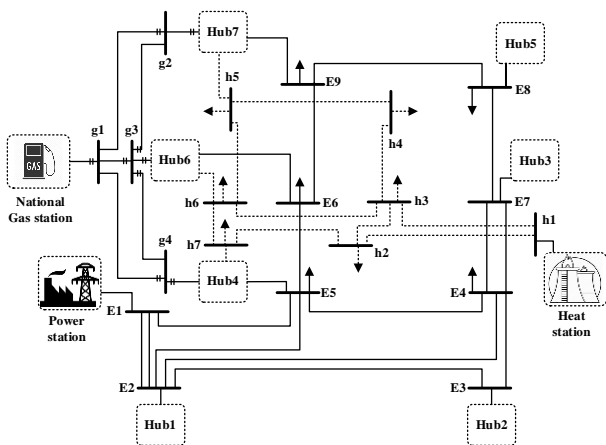 Hub7
Hub5
g2
E9
h5
E8
g1
g3
GAS
h4
Hub6
Hub3
National
Gas station
E6
h3
E7
h6
h1
g4
h7
h2
Hub4
E5
E4
Power
station
E1
Heat
station
E2
E3
Hub1
Hub2